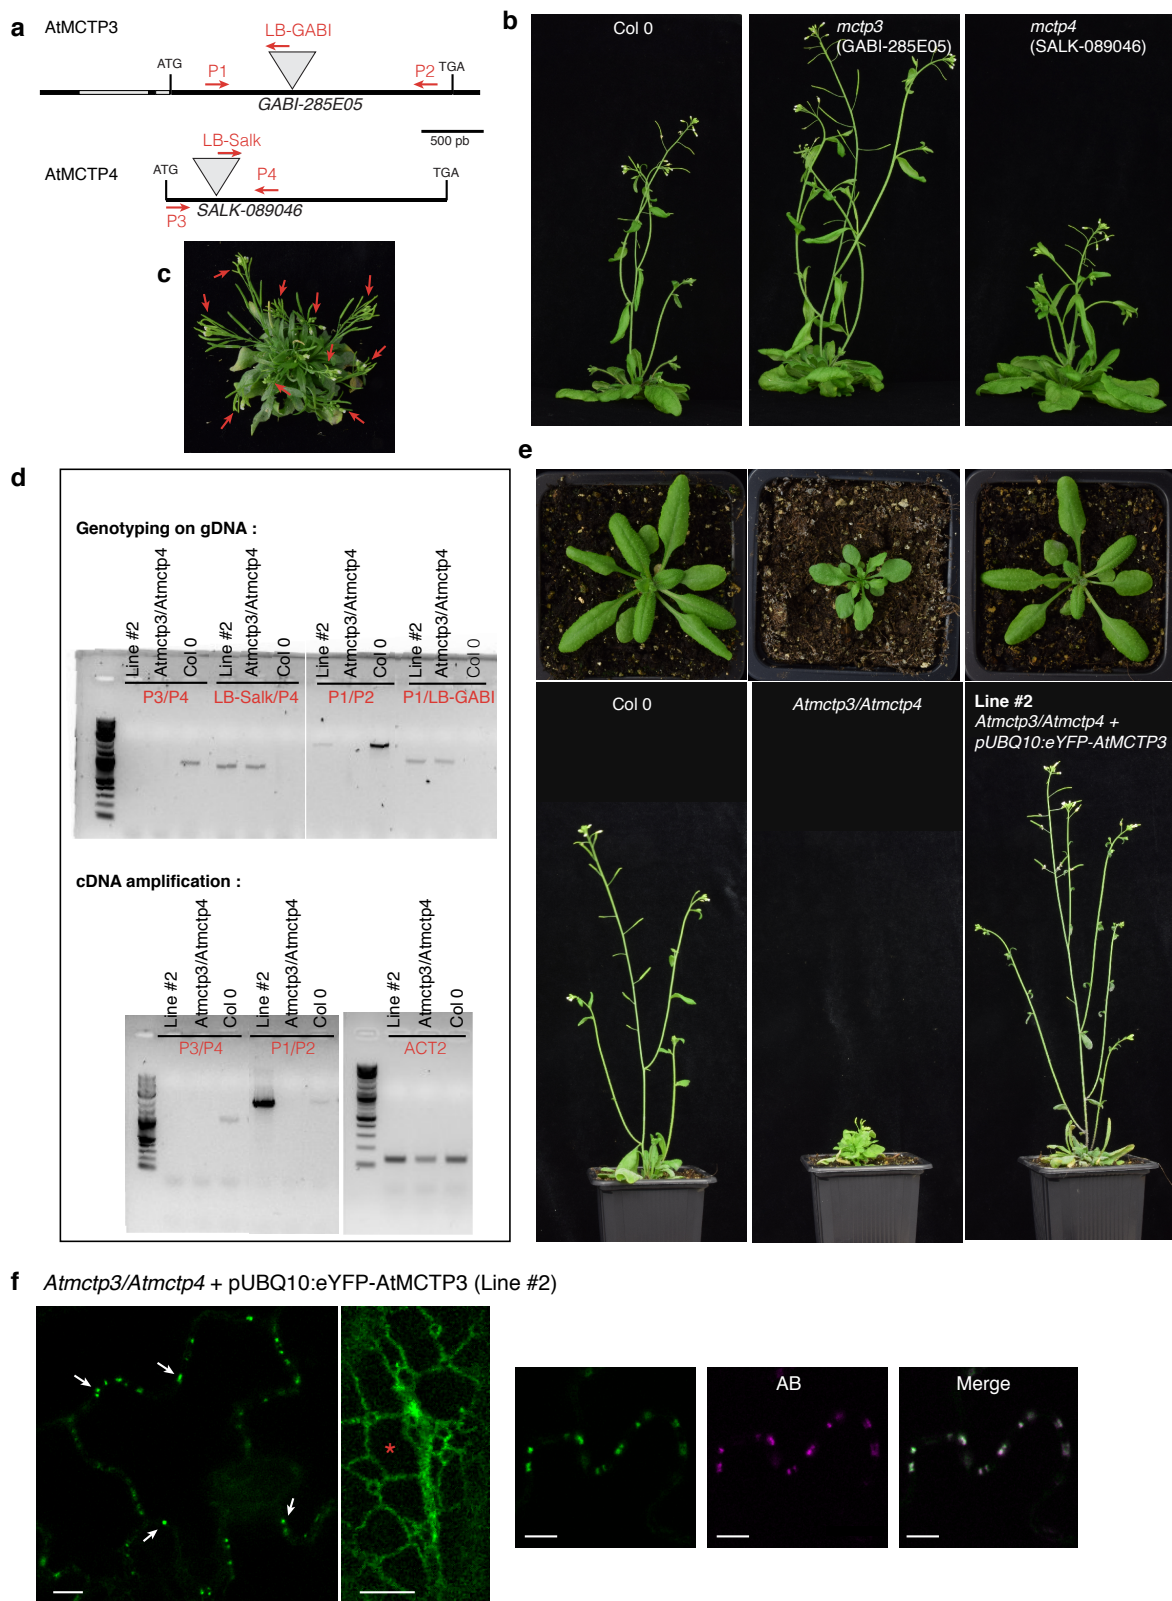 a
AtMCTP3
LB-GABI
ATG
P1
P2
TGA
GABI-285E05
500 pb
LB-Salk
AtMCTP4
ATG
P4
TGA
P3
SALK-089046
b
Col 0
mctp3
(GABI-285E05)
mctp4
(SALK-089046)
c
d
Genotyping on gDNA :
Line #2
Atmctp3/Atmctp4
Col 0
Line #2
Atmctp3/Atmctp4
Col 0
Line #2
Atmctp3/Atmctp4
Col 0
Line #2
Atmctp3/Atmctp4
Col 0
P3/P4
LB-Salk/P4
P1/P2
P1/LB-GABI
cDNA amplification :
Line #2
Atmctp3/Atmctp4
Col 0
Line #2
Atmctp3/Atmctp4
Col 0
Line #2
Atmctp3/Atmctp4
Col 0
P3/P4
P1/P2
ACT2
e
Col 0
Atmctp3/Atmctp4
Line #2
Atmctp3/Atmctp4 +
pUBQ10:eYFP-AtMCTP3
f
Atmctp3/Atmctp4 + pUBQ10:eYFP-AtMCTP3 (Line #2)
*
AB
Merge